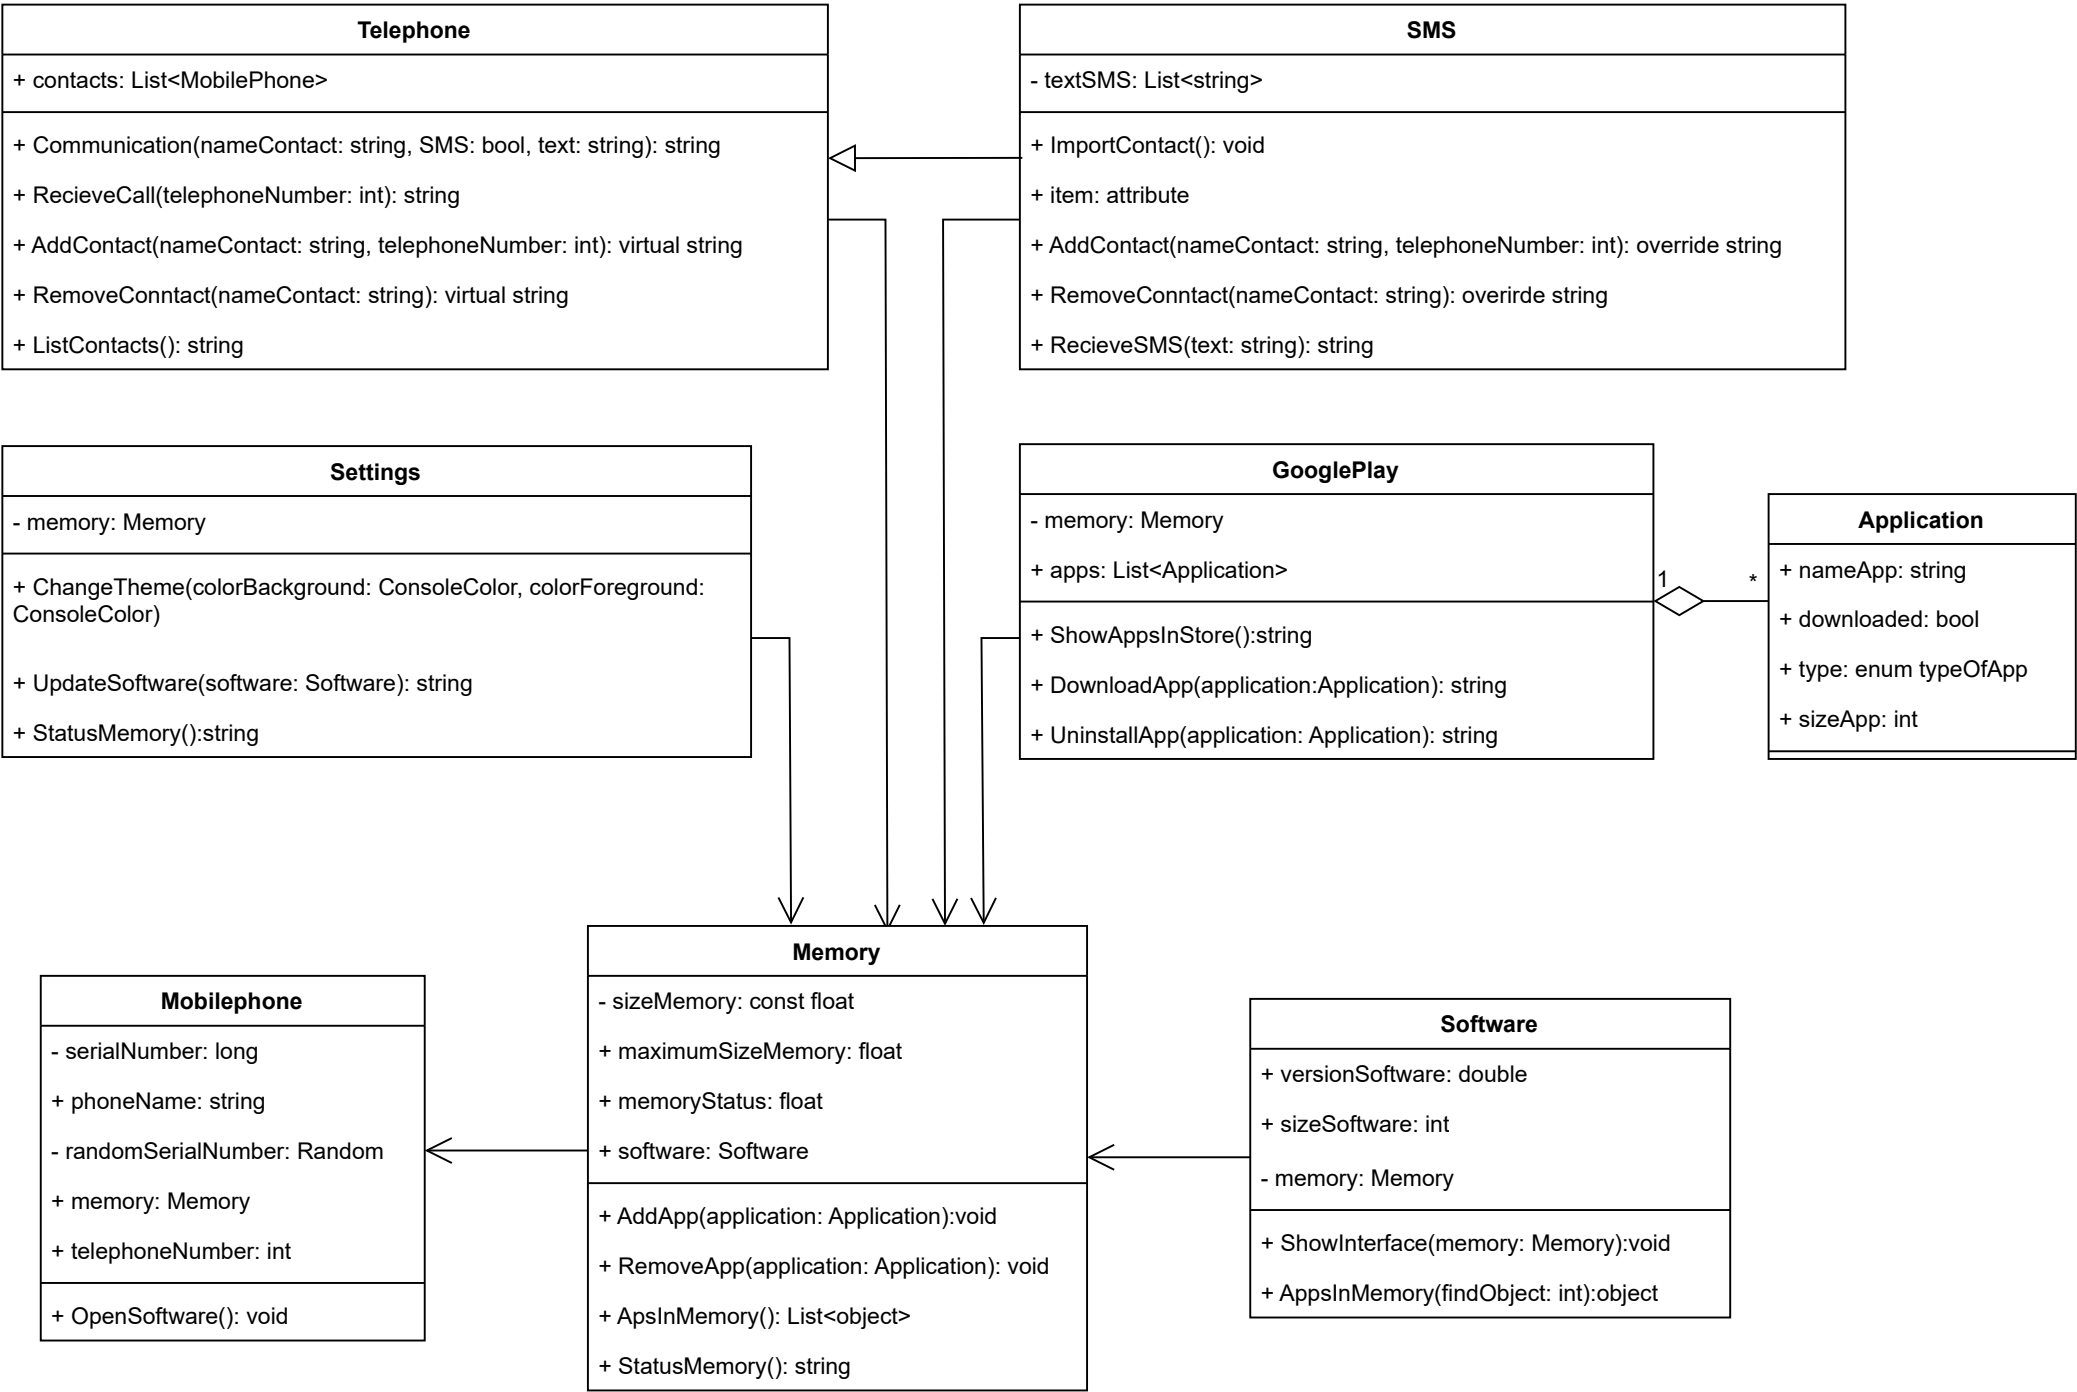 Telephone
+ contacts: List<MobilePhone>
+ Communication(nameContact: string, SMS: bool, text: string): string
+ RecieveCall(telephoneNumber: int): string
+ AddContact(nameContact: string, telephoneNumber: int): virtual string
+ RemoveConntact(nameContact: string): virtual string
+ ListContacts(): string
SMS
- textSMS: List<string>
+ ImportContact(): void
+ item: attribute
+ AddContact(nameContact: string, telephoneNumber: int): override string
+ RemoveConntact(nameContact: string): overirde string
+ RecieveSMS(text: string): string
Settings
- memory: Memory
+ ChangeTheme(colorBackground: ConsoleColor, colorForeground:
ConsoleColor)
+ UpdateSoftware(software: Software): string
+ StatusMemory():string
GooglePlay
- memory: Memory
+ apps: List<Application>
+ ShowAppsInStore():string
+ DownloadApp(application:Application): string
+ UninstallApp(application: Application): string
1
*
Application
+ nameApp: string
+ downloaded: bool
+ type: enum typeOfApp
+ sizeApp: int
Mobilephone
- serialNumber: long
+ phoneName: string
- randomSerialNumber: Random
+ memory: Memory
+ telephoneNumber: int
+ OpenSoftware(): void
Memory
- sizeMemory: const float
+ maximumSizeMemory: float
+ memoryStatus: float
+ software: Software
+ AddApp(application: Application):void
+ RemoveApp(application: Application): void
+ ApsInMemory(): List<object>
+ StatusMemory(): string
Software
+ versionSoftware: double
+ sizeSoftware: int
- memory: Memory
+ ShowInterface(memory: Memory):void
+ AppsInMemory(findObject: int):object